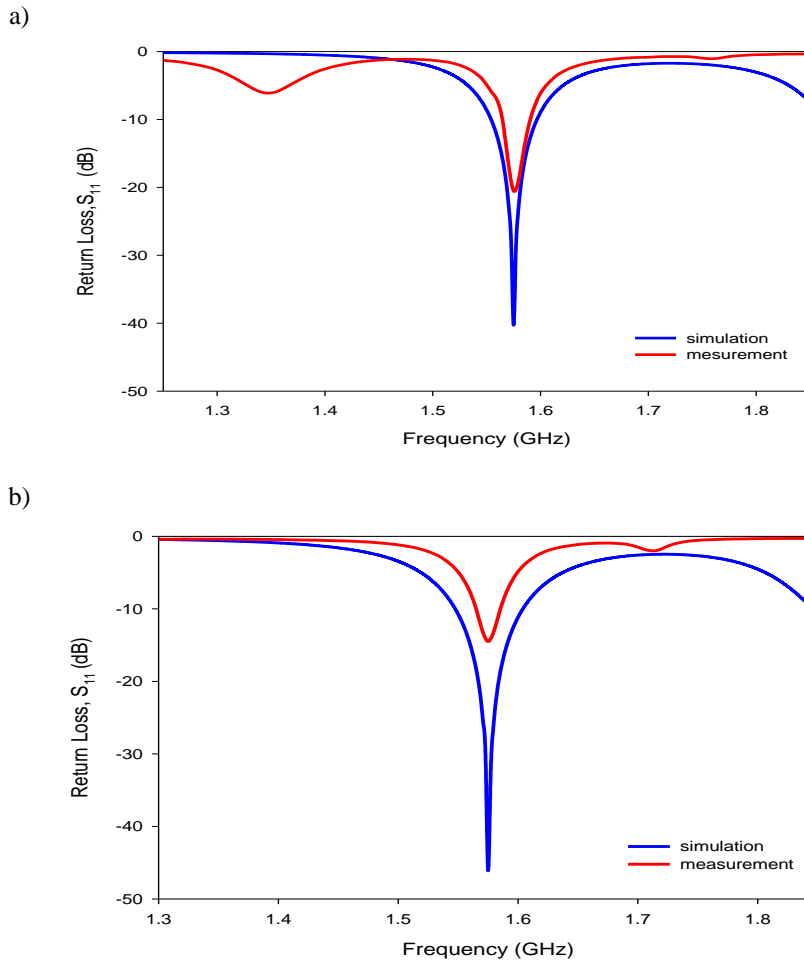 a)
0
-10
-20
-30
-40
-50
Return Loss, S11 (dB)
simulation
mesurement
1.3 1.4 1.5 1.6 1.7 1.8
Frequency (GHz)
b)
0
-10
-20
-30
-40
-50
Return Loss, S11 (dB)
simulation
measurement
1.3 1.4 1.5 1.6 1.7 1.8
Frequency (GHz)